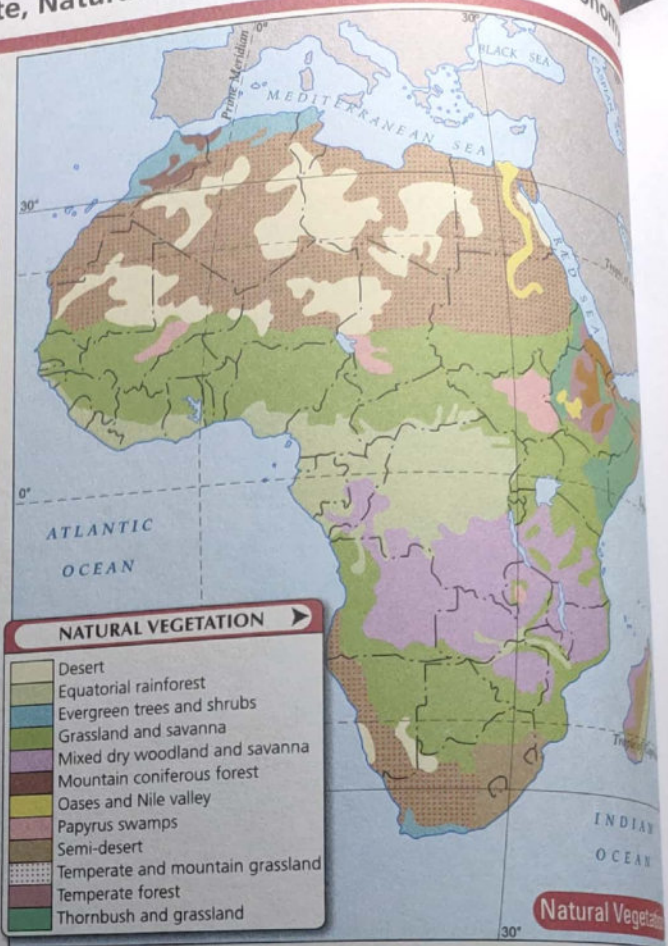 0°
30°
BLACK SEA
Prime Meridian
MEDITERRANEAN SEA
30°
RED SEA
0°
ATLANTIC
OCEAN
NATURAL VEGETATION
Desert
Equatorial rainforest
Evergreen trees and shrubs
Grassland and savanna
Mixed dry woodland and savanna
Mountain coniferous forest
Oases and Nile valley
Papyrus swamps
Semi-desert
Temperate and mountain grassland
Temperate forest
Thornbush and grassland
INDIAN
OCEAN
Natural
30°